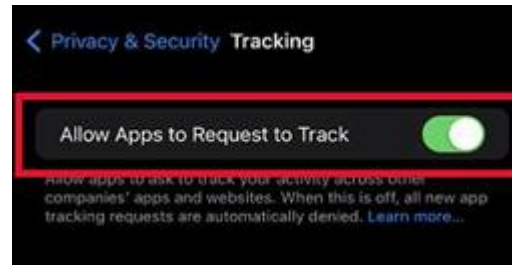 Privacy & Security Tracking
Allow Apps to Request to Track
Allow apps to ask to track your activity across other
companies' apps and websites. When this is off, all new app
tracking requests are automatically denied. Learn more...